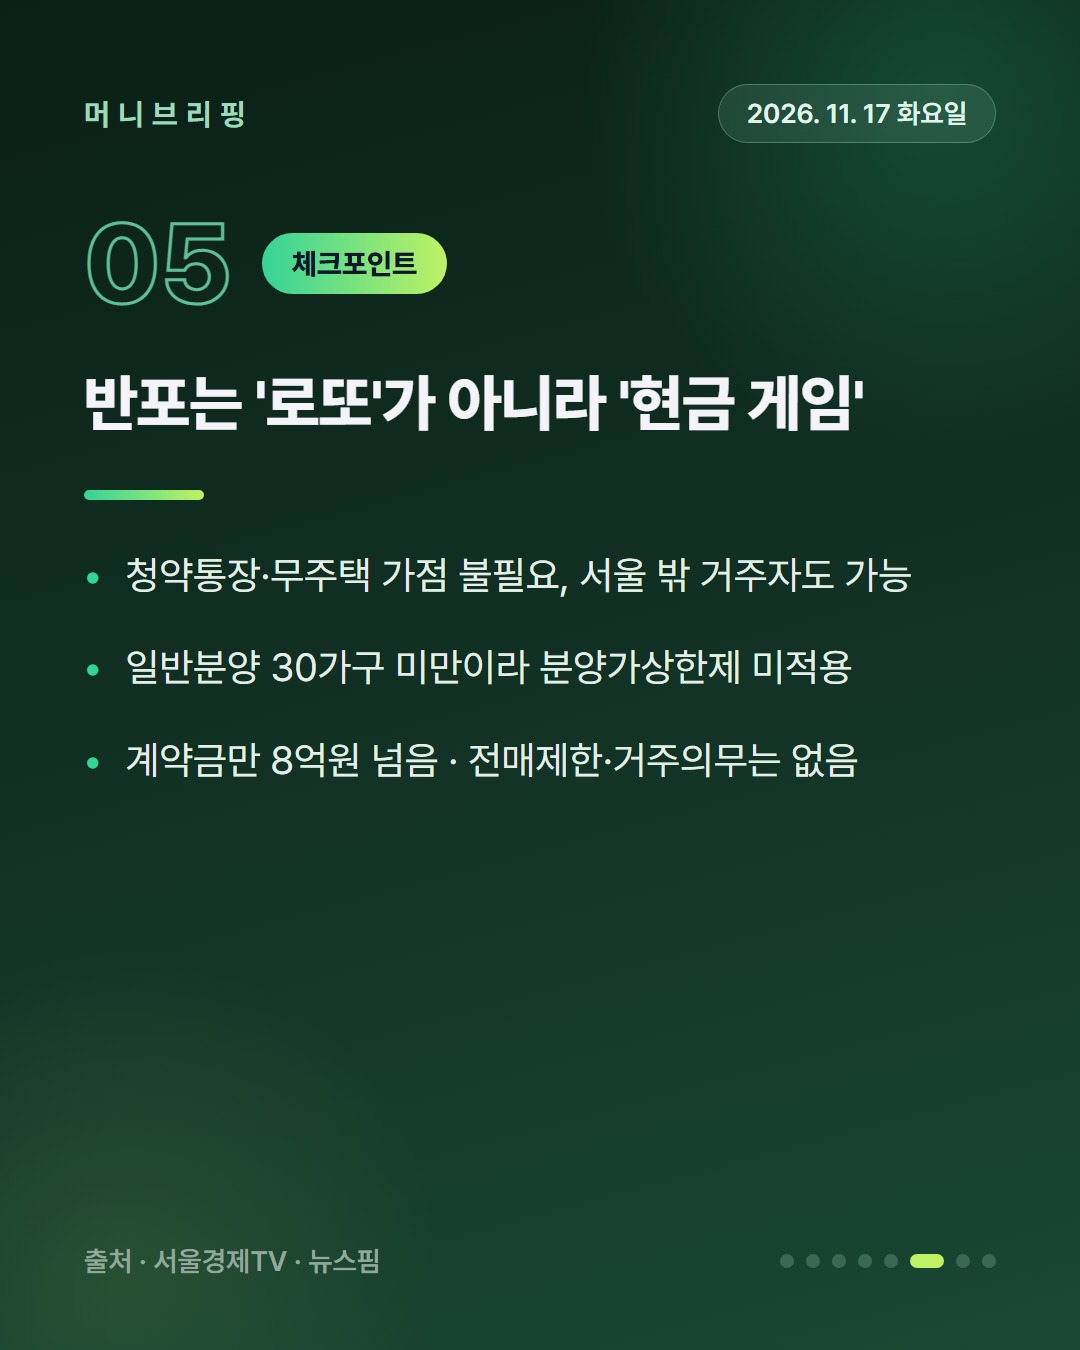 머니브리핑
2026. 11. 17 화요일
05
체크포인트
반포는 '로또'가 아니라 '현금 게임'
• 청약통장·무주택 가점 불필요, 서울 밖 거주자도 가능
• 일반분양 30가구 미만이라 분양가상한제 미적용
• 계약금만 8억원 넘음 · 전매제한·거주의무는 없음
출처 · 서울경제TV · 뉴스핌